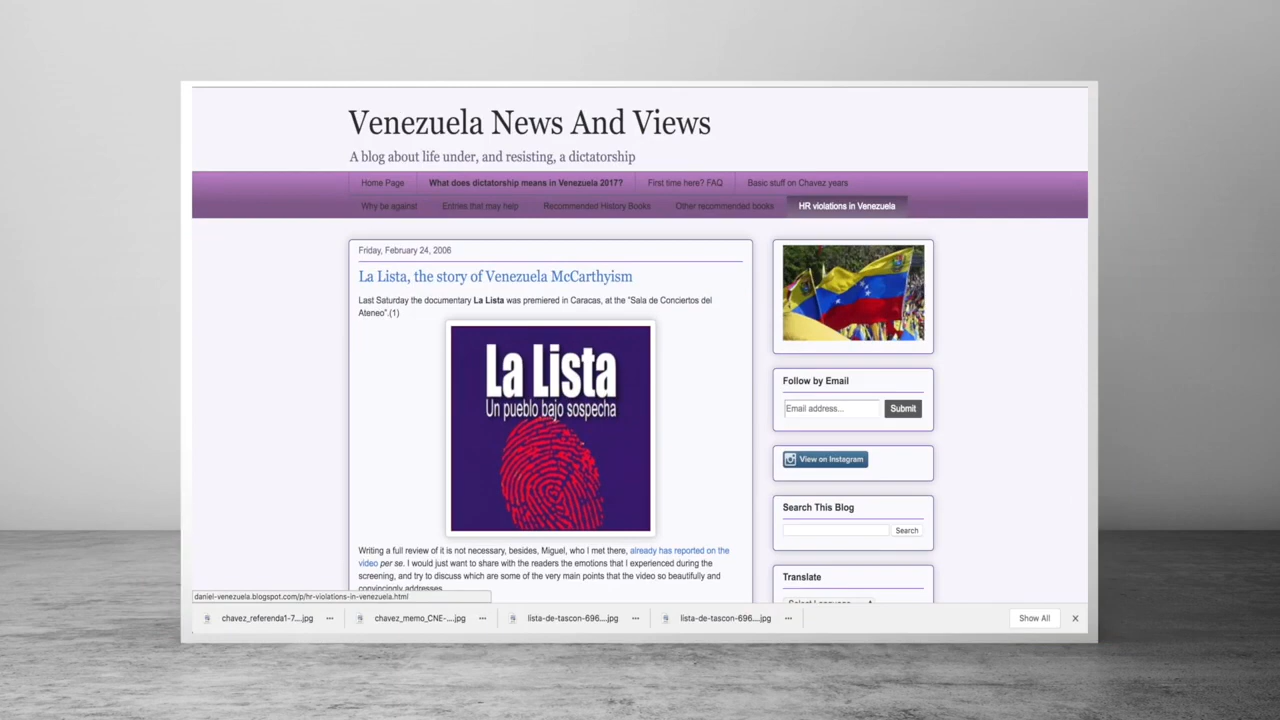 Venezuela News And Views
A blog about life under, and resisting, a dictatorship
Home Page What does dictatorship means in Venezuela 2017? First time here? FAQ Basic stuff on Chavez years
Why be against Entries that may help Recommended History Books Other recommended books HR violations in Venezuela
Friday, February 24, 2006
La Lista, the story of Venezuela McCarthyism
Last Saturday the documentary La Lista was premiered in Caracas, at the "Sala de Conciertos del
Ateneo".(1)
La Lista
Un pueblo bajo sospecha
Writing a full review of it is not necessary, besides, Miguel, who I met there, already has reported on the
video per se. I would just want to share with the readers the emotions that I experienced during the
screening, and try to discuss which are some of the very main points that the video so beautifully and
convincingly addresses.
Follow by Email
Email address... Submit
View on Instagram
Search This Blog
Search
Translate
Select Language
daniel-venezuela.blogspot.com/p/hr-violations-in-venezuela.html
chavez_referenda1-7....jpg chavez_memo_CNE-....jpg lista-de-tascon-696....jpg lista-de-tascon-696....jpg Show All